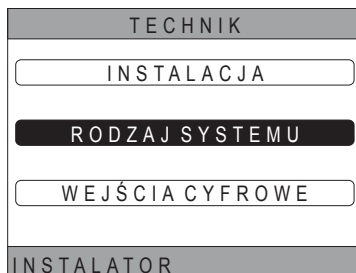 TECHNIK
INSTALACJA
RODZAJ SYSTEMU
WEJŚCIA CYFROWE
INSTALATOR